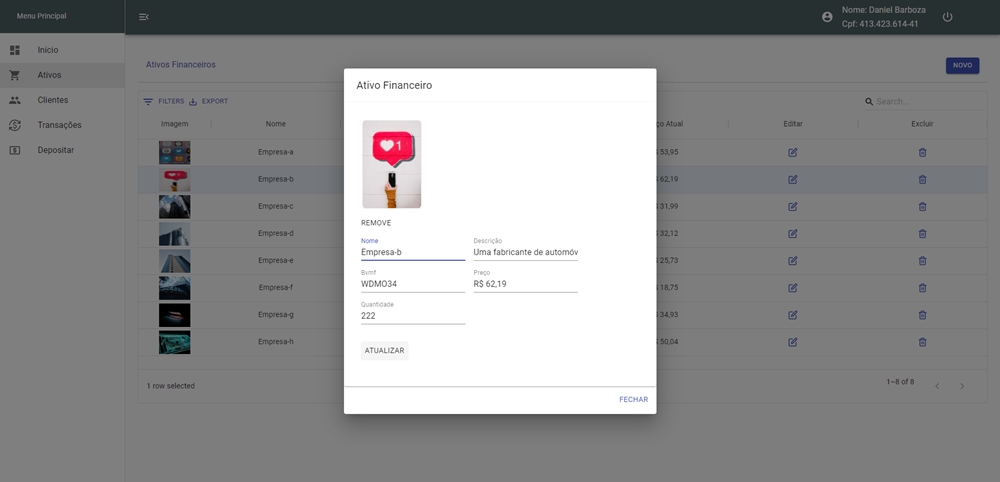 Menu Principal
Nome: Daniel Barboza
Cpf: 413.423.614-41
Início
Ativos
Clientes
Transações
Depositar
Ativos Financeiros
NOVO
FILTERS
EXPORT
Search...
Imagem
Nome
ço Atual
Editar
Excluir
Empresa-a
$ 53,95
Empresa-b
$ 62,19
Empresa-c
$ 31,99
Empresa-d
$ 32,12
Empresa-e
$ 25,73
Empresa-f
$ 18,75
Empresa-g
$ 34,93
Empresa-h
$ 50,04
1 row selected
1–8 of 8
Ativo Financeiro
1
REMOVE
Nome
Descrição
Empresa-b
Uma fabricante de automóv
Bvmf
Preço
WDMO34
R$ 62,19
Quantidade
222
ATUALIZAR
FECHAR